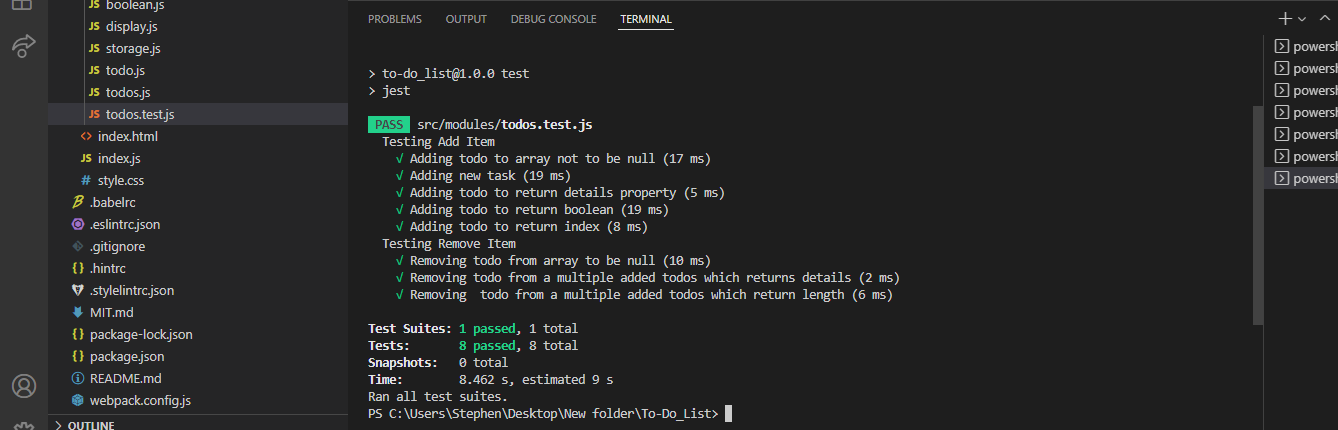 boolean.js
JS display.js
JS storage.js
JS todo.js
JS todos.js
JS todos.test.js
<> index.html
JS index.js
# style.css
.babelrc
.eslintrc.json
.gitignore
{} .hintrc
.stylelintrc.json
MIT.md
{} package-lock.json
{} package.json
README.md
webpack.config.js
OUTLINE
PROBLEMS OUTPUT DEBUG CONSOLE TERMINAL
> to-do_list@1.0.0 test
> jest
PASS src/modules/todos.test.js
Testing Add Item
√ Adding todo to array not to be null (17 ms)
√ Adding new task (19 ms)
√ Adding todo to return details property (5 ms)
√ Adding todo to return boolean (19 ms)
√ Adding todo to return index (8 ms)
Testing Remove Item
√ Removing todo from array to be null (10 ms)
√ Removing todo from a multiple added todos which returns details (2 ms)
√ Removing  todo from a multiple added todos which return length (6 ms)
Test Suites: 1 passed, 1 total
Tests:       8 passed, 8 total
Snapshots:   0 total
Time:        8.462 s, estimated 9 s
Ran all test suites.
PS C:\Users\Stephen\Desktop\New folder\To-Do_List>
powersh
powersh
powersh
powersh
powersh
powersh
powersh